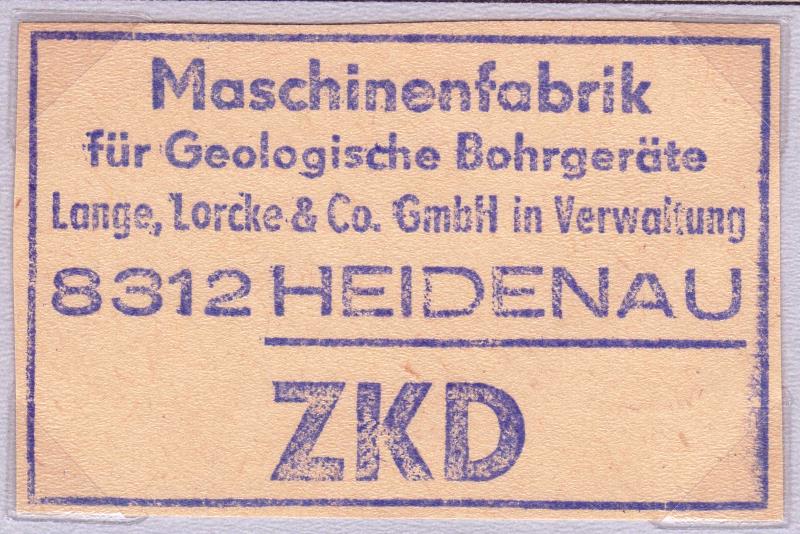 Maschinenfabrik
für Geologische Bohrgeräte
Lange, Lorcke & Co. GmbH in Verwaltung
8312 HEIDENAU
ZKD